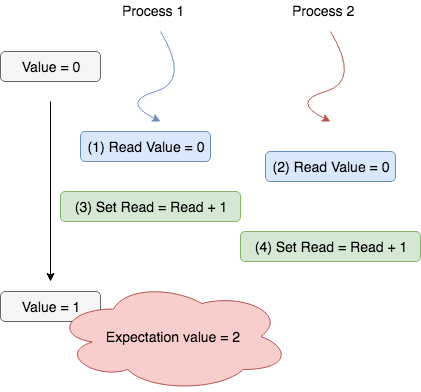 Process 1
Process 2
Value = 0
(1) Read Value = 0
(2) Read Value = 0
(3) Set Read = Read + 1
(4) Set Read = Read + 1
Value = 1
Expectation value = 2